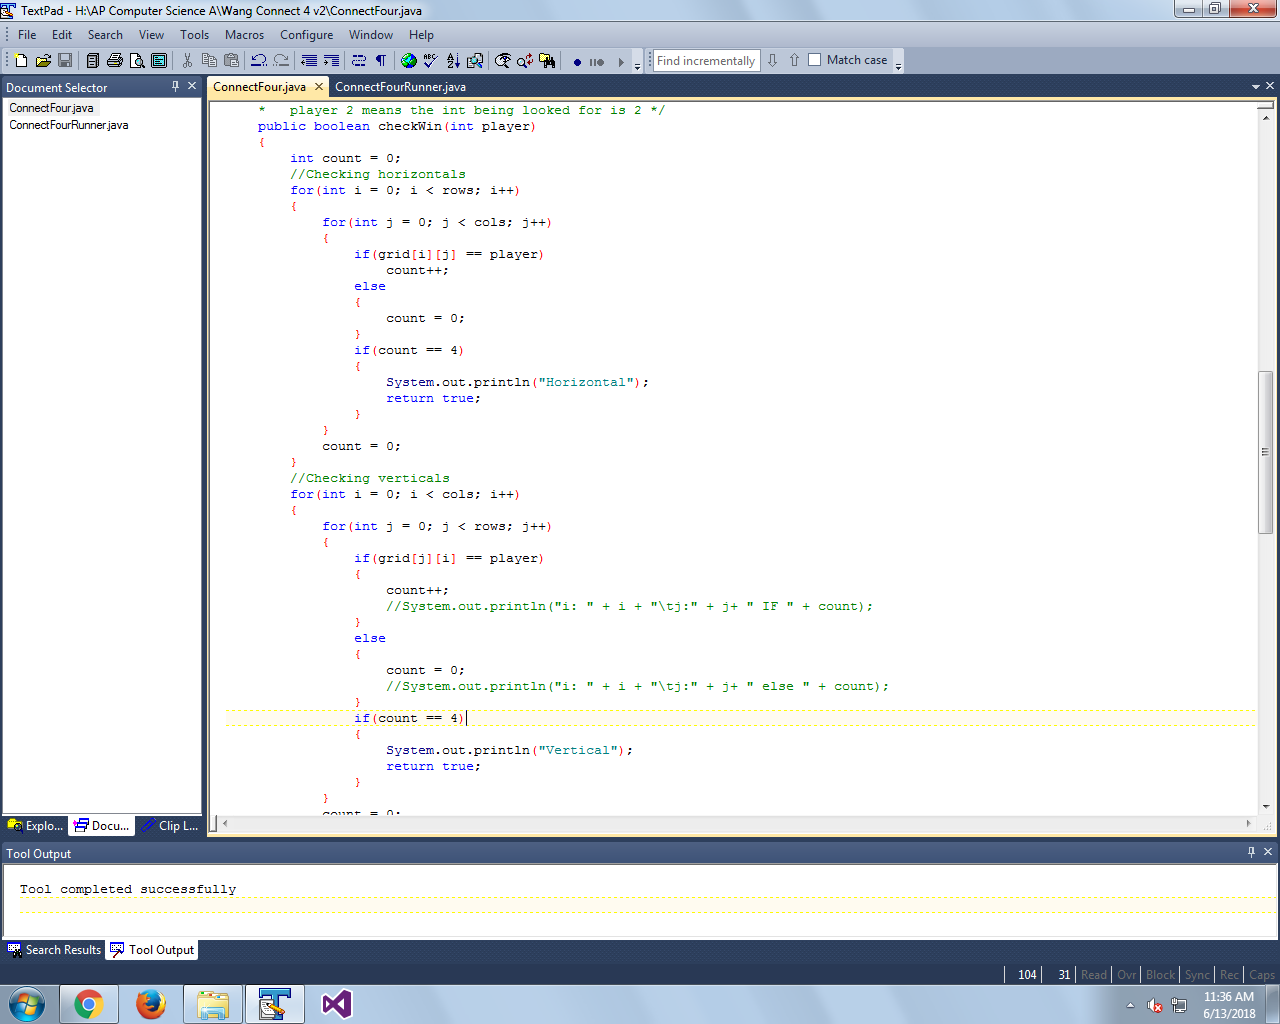 TextPad - H:\AP Computer Science A\Wang Connect 4 v2\ConnectFour.java
File Edit Search View Tools Macros Configure Window Help
Find incrementally Match case
Document Selector
ConnectFour.java
ConnectFourRunner.java
ConnectFour.java ConnectFourRunner.java
*   player 2 means the int being looked for is 2 */
public boolean checkWin(int player)
{
    int count = 0;
    //Checking horizontals
    for(int i = 0; i < rows; i++)
    {
        for(int j = 0; j < cols; j++)
        {
            if(grid[i][j] == player)
                count++;
            else
            {
                count = 0;
            }
            if(count == 4)
            {
                System.out.println("Horizontal");
                return true;
            }
        }
        count = 0;
    }
    //Checking verticals
    for(int i = 0; i < cols; i++)
    {
        for(int j = 0; j < rows; j++)
        {
            if(grid[j][i] == player)
            {
                count++;
                //System.out.println("i: " + i + "\tj:" + j+ " IF " + count);
            }
            else
            {
                count = 0;
                //System.out.println("i: " + i + "\tj:" + j+ " else " + count);
            }
            if(count == 4)
            {
                System.out.println("Vertical");
                return true;
            }
        }
        count = 0;
Explo... Docu... Clip L...
Tool Output
Tool completed successfully
Search Results Tool Output
104 31 Read Ovr Block Sync Rec Caps
11:36 AM
6/13/2018